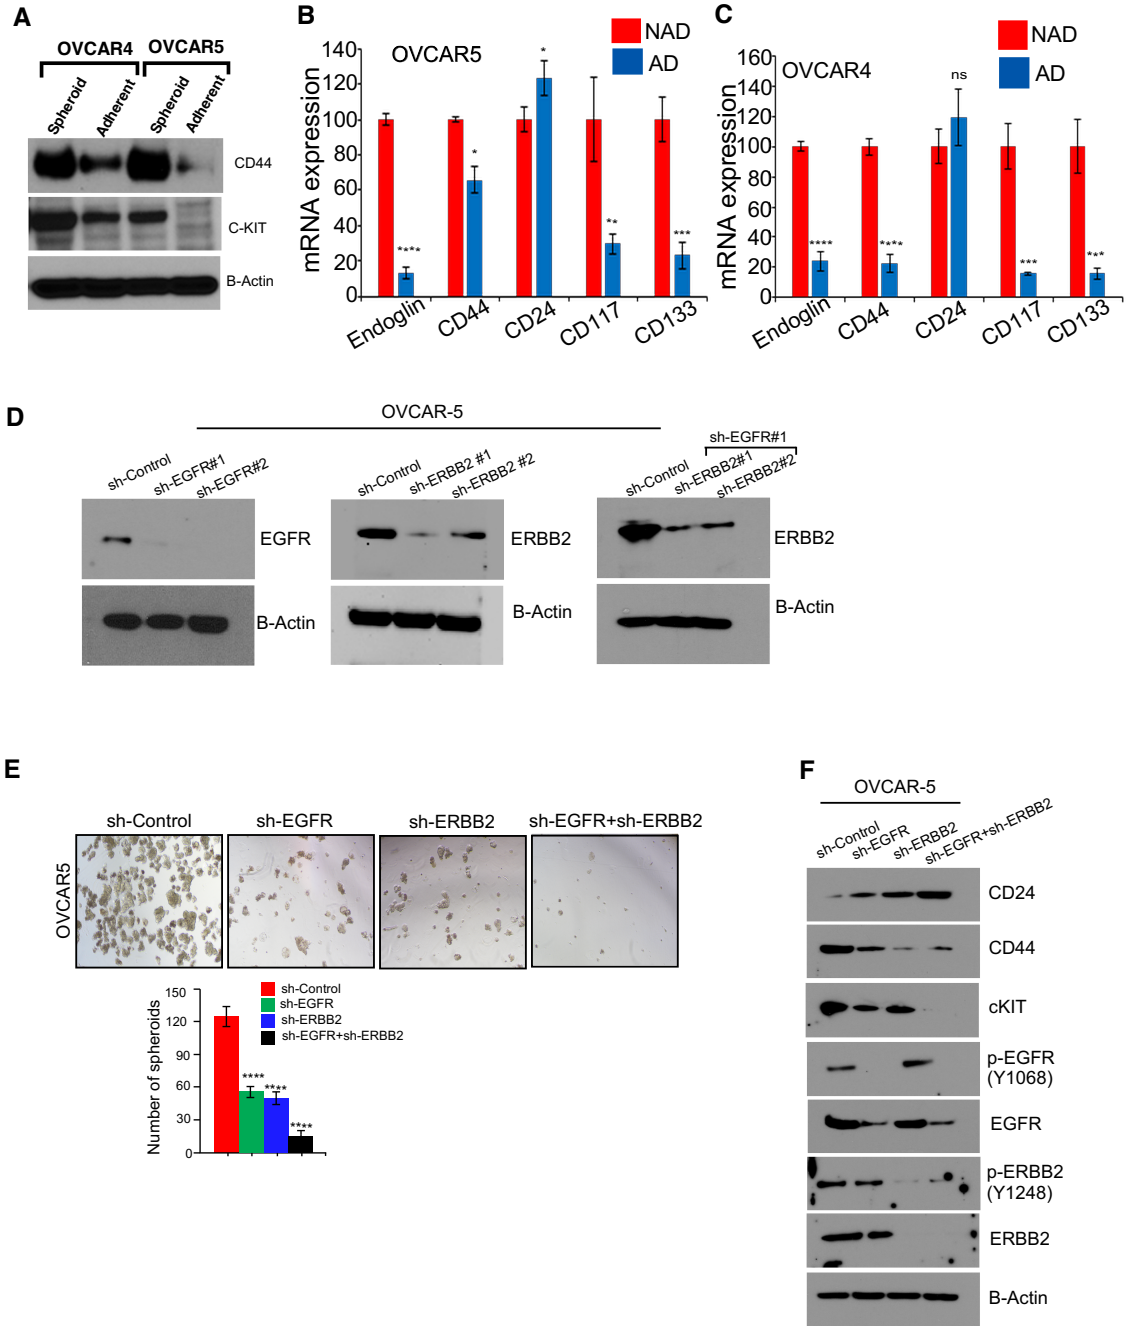 A
OVCAR4 OVCAR5
Spheroid Adherent Spheroid Adherent
CD44
C-KIT
B-Actin
B
OVCAR5
NAD
AD
mRNA expression
140
120
100
80
60
40
20
0
*
*
****
**
***
Endoglin CD44 CD24 CD117 CD133
C
OVCAR4
NAD
AD
mRNA expression
160
140
120
100
80
60
40
20
0
ns
****
****
***
***
Endoglin CD44 CD24 CD117 CD133
D
OVCAR-5
sh-Control sh-EGFR#1 sh-EGFR#2
EGFR
B-Actin
sh-Control sh-ERBB2 #1 sh-ERBB2 #2
ERBB2
B-Actin
sh-EGFR#1
sh-Control sh-ERBB2#1 sh-ERBB2#2
ERBB2
B-Actin
E
sh-Control sh-EGFR sh-ERBB2 sh-EGFR+sh-ERBB2
OVCAR5
Number of spheroids
150
120
90
60
30
0
sh-Control
sh-EGFR
sh-ERBB2
sh-EGFR+sh-ERBB2
****
****
****
F
OVCAR-5
sh-Control sh-EGFR sh-ERBB2 sh-EGFR+sh-ERBB2
CD24
CD44
cKIT
p-EGFR
(Y1068)
EGFR
p-ERBB2
(Y1248)
ERBB2
B-Actin